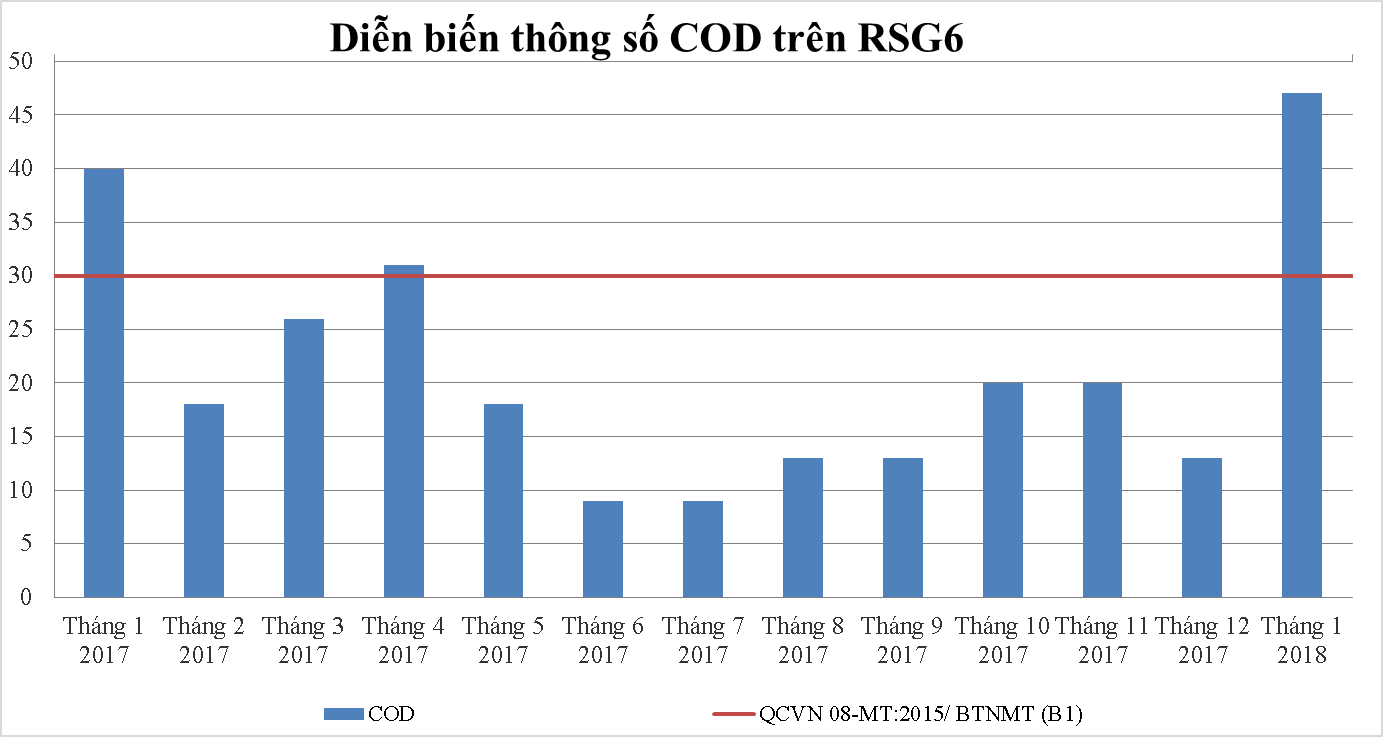 Diễn biến thông số COD trên RSG6
50
45
40
35
30
25
20
15
10
5
0
Tháng 1 Tháng 2 Tháng 3 Tháng 4 Tháng 5 Tháng 6 Tháng 7 Tháng 8 Tháng 9 Tháng 10 Tháng 11 Tháng 12 Tháng 1
2017 2017 2017 2017 2017 2017 2017 2017 2017 2017 2017 2017 2018
COD QCVN 08-MT:2015/ BTNMT (B1)